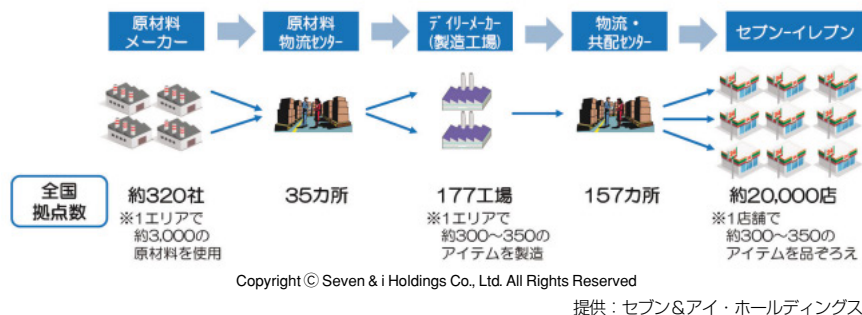 原材料
メーカー
原材料
物流センター
デイリーメーカー
(製造工場)
物流・
共配センター
セブン-イレブン
全国
拠点数
約320社
※1エリアで
約3,000の
原材料を使用
35カ所
177工場
※1エリアで
約300〜350の
アイテムを製造
157カ所
約20,000店
※1店舗で
約300〜350の
アイテムを品ぞろえ
Copyright Ⓒ Seven & i Holdings Co., Ltd. All Rights Reserved
提供：セブン＆アイ・ホールディングス